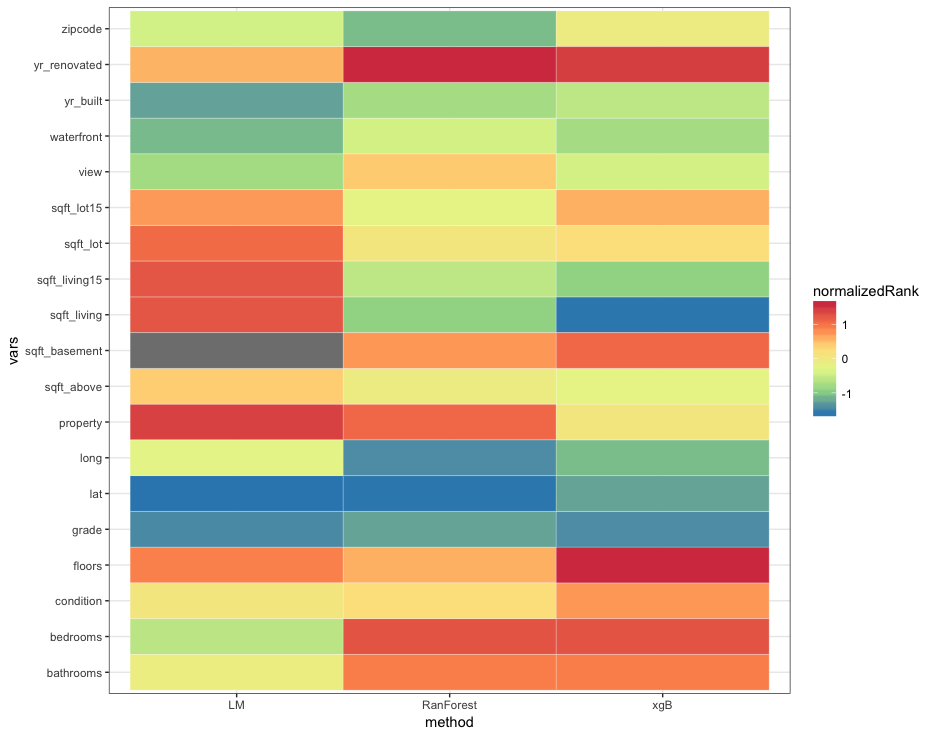 zipcode
yr_renovated
yr_built
waterfront
view
sqft_lot15
sqft_lot
sqft_living15
sqft_living
sqft_basement
sqft_above
property
long
lat
grade
floors
condition
bedrooms
bathrooms
vars
LM RanForest xgB
method
normalizedRank
1
0
-1